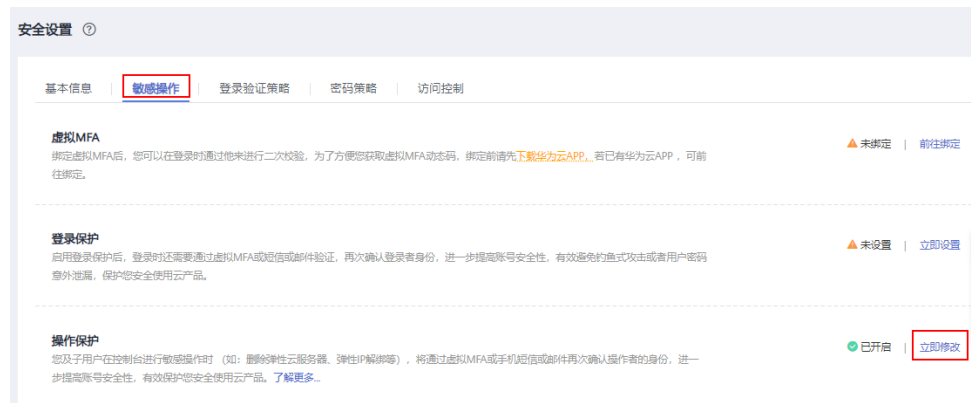 安全设置 ?
基本信息 | 敏感操作 | 登录验证策略 | 密码策略 | 访问控制
虚拟MFA
绑定虚拟MFA后，您可以在登录时通过他来进行二次校验，为了方便您获取虚拟MFA动态码，绑定前请先下载华为云APP，若已有华为云APP ，可前
往绑定。
未绑定 | 前往绑定
登录保护
启用登录保护后，登录时还需要通过虚拟MFA或短信或邮件验证，再次确认登录者身份，进一步提高账号安全性，有效避免钓鱼式攻击或者用户密码
意外泄漏，保护您安全使用云产品。
未设置 | 立即设置
操作保护
您及子用户在控制台进行敏感操作时 （如：删除弹性云服务器、弹性IP解绑等），将通过虚拟MFA或手机短信或邮件再次确认操作者的身份，进一
步提高账号安全性，有效保护您安全使用云产品。了解更多...
已开启 | 立即修改